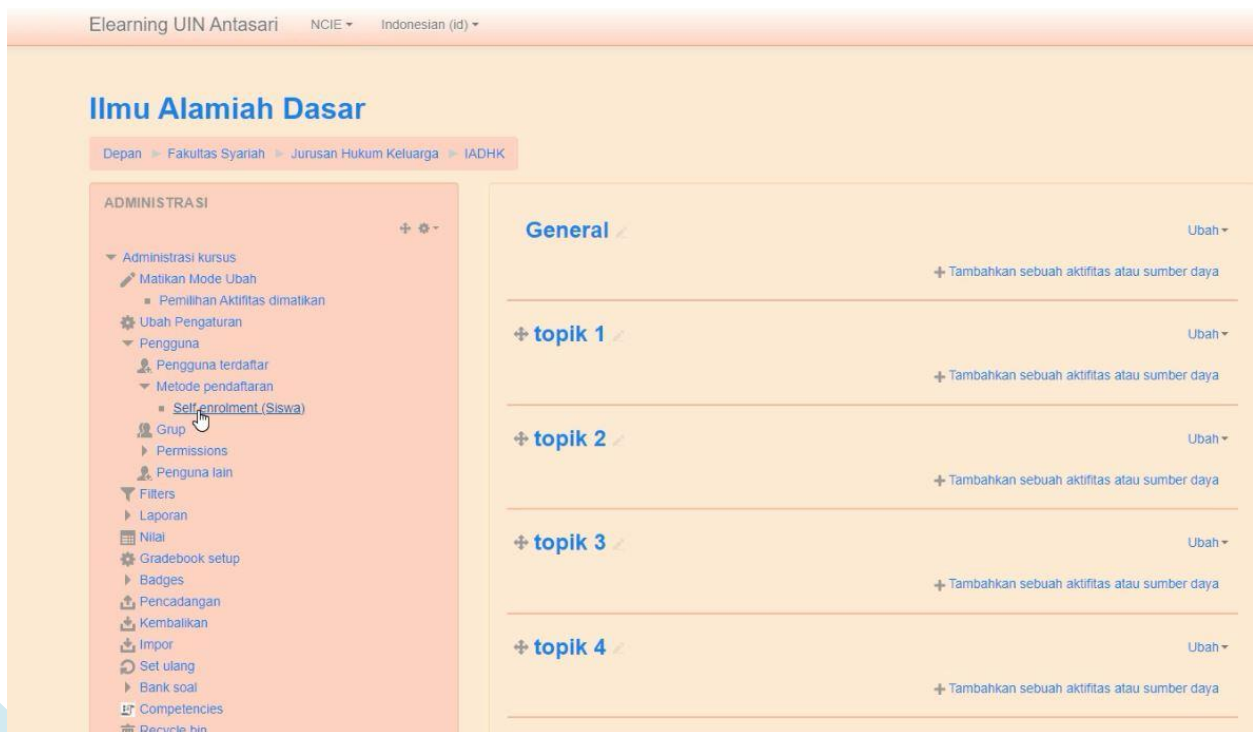 Elearning UIN Antasari NCIE Indonesian (id)
Ilmu Alamiah Dasar
Depan Fakultas Syariah Jurusan Hukum Keluarga IADHK
ADMINISTRASI
Administrasi kursus
Matikan Mode Ubah
Pemilihan Aktifitas dimatikan
Ubah Pengaturan
Pengguna
Pengguna terdaftar
Metode pendaftaran
Self enrolment (Siswa)
Grup
Permissions
Penguna lain
Filters
Laporan
Nilai
Gradebook setup
Badges
Pencadangan
Kembalikan
Impor
Set ulang
Bank soal
Competencies
Recycle bin
General Ubah
Tambahkan sebuah aktifitas atau sumber daya
topik 1 Ubah
Tambahkan sebuah aktifitas atau sumber daya
topik 2 Ubah
Tambahkan sebuah aktifitas atau sumber daya
topik 3 Ubah
Tambahkan sebuah aktifitas atau sumber daya
topik 4 Ubah
Tambahkan sebuah aktifitas atau sumber daya